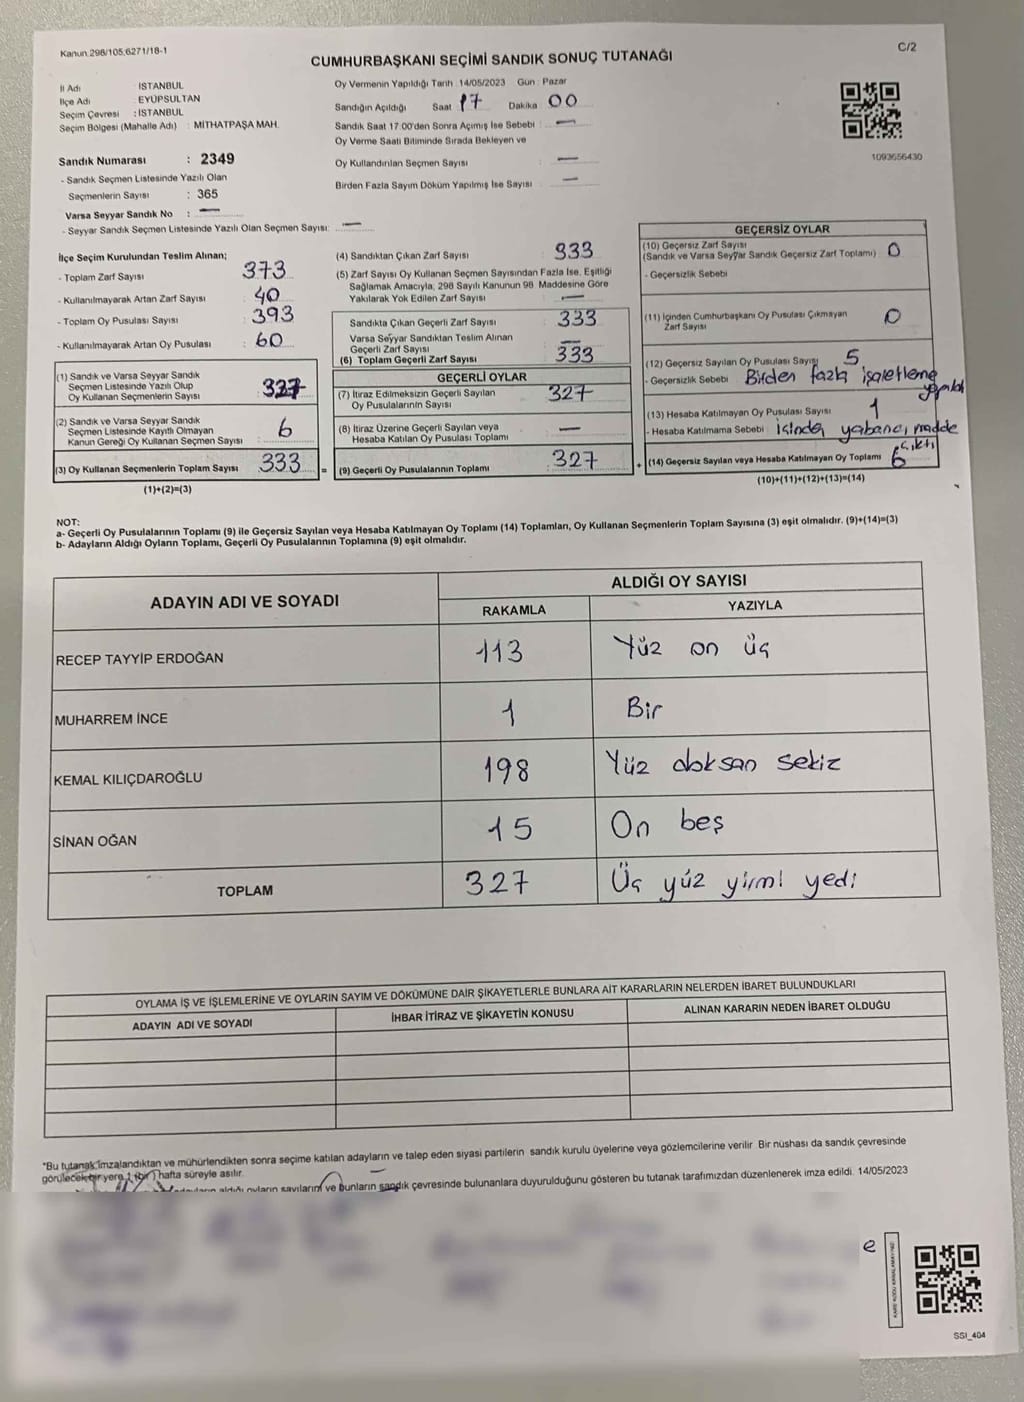 Kanun:298/105;6271/18-1
C/2
CUMHURBAŞKANI SEÇİMİ SANDIK SONUÇ TUTANAĞI
İl Adı : İSTANBUL
İlçe Adı : EYÜPSULTAN
Seçim Çevresi : İSTANBUL
Seçim Bölgesi (Mahalle Adı) : MİTHATPAŞA MAH.
Sandık Numarası : 2349
- Sandık Seçmen Listesinde Yazılı Olan
Seçmenlerin Sayısı : 365
Varsa Seyyar Sandık No : —
- Seyyar Sandık Seçmen Listesinde Yazılı Olan Seçmen Sayısı: —
Oy Vermenin Yapıldığı Tarih :14/05/2023 Gün : Pazar
Sandığın Açıldığı Saat 17 Dakika 00
Sandık Saat 17:00'den Sonra Açılmış İse Sebebi : —
Oy Verme Saati Bitiminde Sırada Bekleyen ve
Oy Kullandırılan Seçmen Sayısı : —
Birden Fazla Sayım Döküm Yapılmış İse Sayısı : —
1093656430
İlçe Seçim Kurulundan Teslim Alınan;
- Toplam Zarf Sayısı : 373
- Kullanılmayarak Artan Zarf Sayısı : 40
- Toplam Oy Pusulası Sayısı : 393
- Kullanılmayarak Artan Oy Pusulası : 60
(1) Sandık ve Varsa Seyyar Sandık
Seçmen Listesinde Yazılı Olup
Oy Kullanan Seçmenlerin Sayısı : 327
(2) Sandık ve Varsa Seyyar Sandık
Seçmen Listesinde Kayıtlı Olmayan
Kanun Gereği Oy Kullanan Seçmen Sayısı : 6
(3) Oy Kullanan Seçmenlerin Toplam Sayısı : 333
(1)+(2)=(3)
(4) Sandıktan Çıkan Zarf Sayısı : 333
(5) Zarf Sayısı Oy Kullanan Seçmen Sayısından Fazla İse, Eşitliği
Sağlamak Amacıyla, 298 Sayılı Kanunun 98. Maddesine Göre
Yakılarak Yok Edilen Zarf Sayısı : —
Sandıkta Çıkan Geçerli Zarf Sayısı : 333
Varsa Seyyar Sandıktan Teslim Alınan
Geçerli Zarf Sayısı : —
(6) Toplam Geçerli Zarf Sayısı : 333
GEÇERLİ OYLAR
(7) İtiraz Edilmeksizin Geçerli Sayılan
Oy Pusulalarının Sayısı : 327
(8) İtiraz Üzerine Geçerli Sayılan veya
Hesaba Katılan Oy Pusulası Toplamı : —
= (9) Geçerli Oy Pusulalarının Toplamı : 327
GEÇERSİZ OYLAR
(10) Geçersiz Zarf Sayısı
(Sandık ve Varsa Seyyar Sandık Geçersiz Zarf Toplamı) : 0
- Geçersizlik Sebebi
(11) İçinden Cumhurbaşkanı Oy Pusulası Çıkmayan
Zarf Sayısı : 0
(12) Geçersiz Sayılan Oy Pusulası Sayısı : 5
- Geçersizlik Sebebi Birden fazla işaretleme
yapıldı
(13) Hesaba Katılmayan Oy Pusulası Sayısı 1
- Hesaba Katılmama Sebebi : içinden yabancı madde
çıktı
+ (14) Geçersiz Sayılan veya Hesaba Katılmayan Oy Toplamı 6
(10)+(11)+(12)+(13)=(14)
NOT:
a- Geçerli Oy Pusulalarının Toplamı (9) ile Geçersiz Sayılan veya Hesaba Katılmayan Oy Toplamı (14) Toplamları, Oy Kullanan Seçmenlerin Toplam Sayısına (3) eşit olmalıdır. (9)+(14)=(3)
b- Adayların Aldığı Oyların Toplamı, Geçerli Oy Pusulalarının Toplamına (9) eşit olmalıdır.
ADAYIN ADI VE SOYADI
ALDIĞI OY SAYISI
RAKAMLA YAZIYLA
RECEP TAYYİP ERDOĞAN 113 Yüz on üç
MUHARREM İNCE 1 Bir
KEMAL KILIÇDAROĞLU 198 Yüz doksan sekiz
SİNAN OĞAN 15 On beş
TOPLAM 327 Üç yüz yirmi yedi
OYLAMA İŞ VE İŞLEMLERİNE VE OYLARIN SAYIM VE DÖKÜMÜNE DAİR ŞİKAYETLERLE BUNLARA AİT KARARLARIN NELERDEN İBARET BULUNDUKLARI
ADAYIN ADI VE SOYADI İHBAR İTİRAZ VE ŞİKAYETİN KONUSU ALINAN KARARIN NEDEN İBARET OLDUĞU
*Bu tutanak imzalandıktan ve mühürlendikten sonra seçime katılan adayların ve talep eden siyasi partilerin sandık kurulu üyelerine veya gözlemcilerine verilir. Bir nüshası da sandık çevresinde
görülecek bir yere 1 (bir) hafta süreyle asılır.
aldığı oyların sayılarını ve bunların sandık çevresinde bulunanlara duyurulduğunu gösteren bu tutanak tarafımızdan düzenlenerek imza edildi. 14/05/2023
e
SSI_404